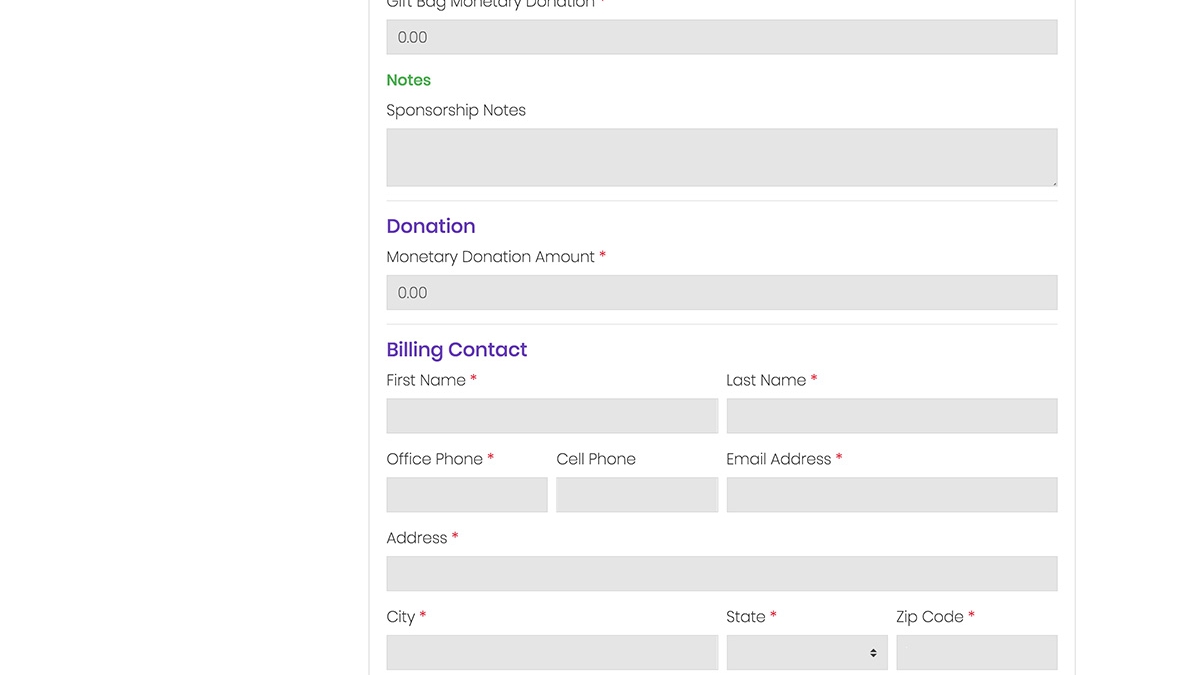 Gift Bag Monetary Donation *
0.00
Notes
Sponsorship Notes
Donation
Monetary Donation Amount *
0.00
Billing Contact
First Name * Last Name *
Office Phone * Cell Phone Email Address *
Address *
City * State * Zip Code *